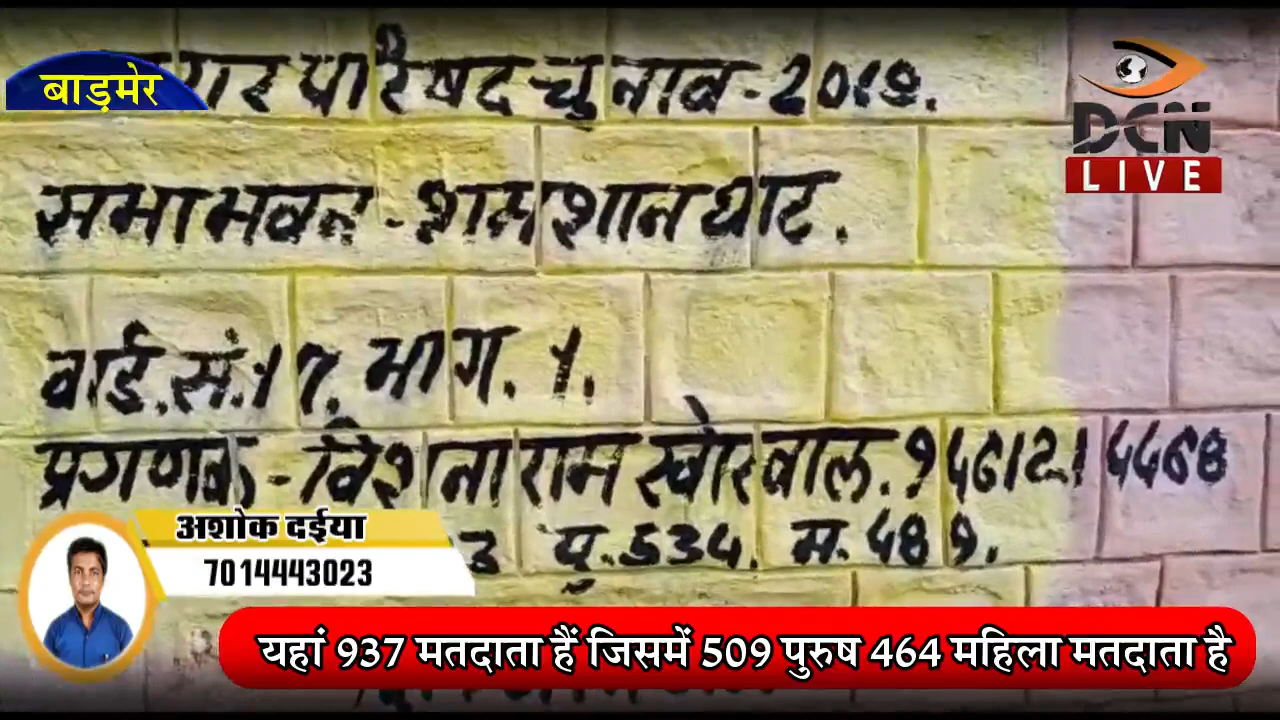 बाड़मेर
गर परिषद चुनाव-2019.
DCN
LIVE
सभा भवन - शमशान घाट.
वार्ड.सं.17. भाग. 1.
प्रगणक - विशनाराम खोरवाल. 9461214468
3 पु.534. म.489.
अशोक दईया
7014443023
यहां 937 मतदाता हैं जिसमें 509 पुरुष 464 महिला मतदाता है